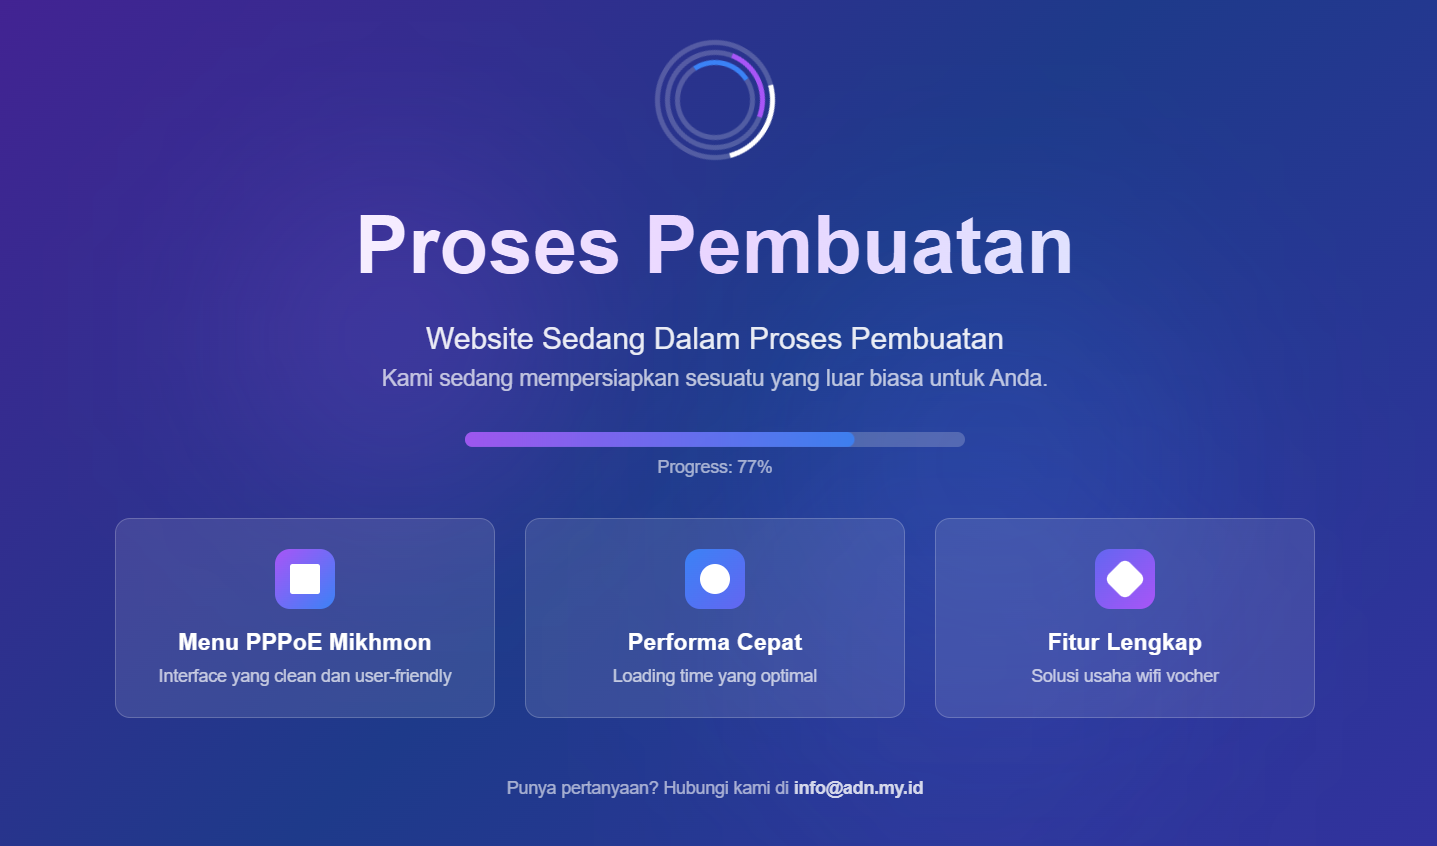 Proses Pembuatan
Website Sedang Dalam Proses Pembuatan
Kami sedang mempersiapkan sesuatu yang luar biasa untuk Anda.
Progress: 77%
Menu PPPoE Mikhmon
Interface yang clean dan user-friendly
Performa Cepat
Loading time yang optimal
Fitur Lengkap
Solusi usaha wifi vocher
Punya pertanyaan? Hubungi kami di info@adn.my.id